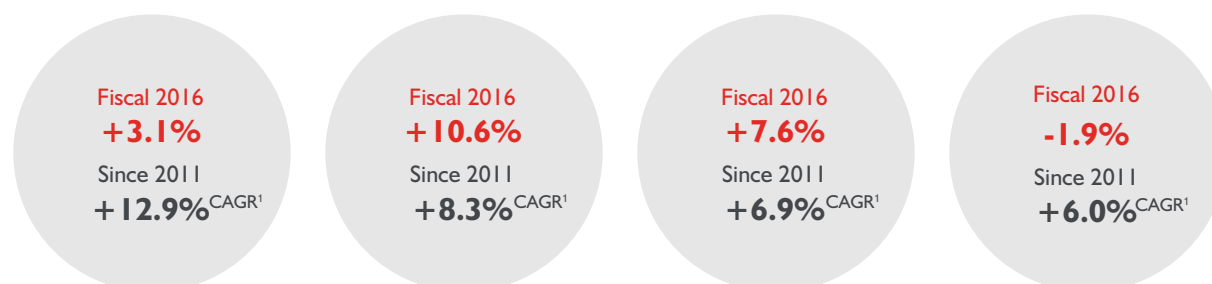 Fiscal 2016
+3.1%
Since 2011
+12.9% CAGR¹
Fiscal 2016
+10.6%
Since 2011
+8.3% CAGR¹
Fiscal 2016
+7.6%
Since 2011
+6.9% CAGR¹
Fiscal 2016
-1.9%
Since 2011
+6.0% CAGR¹